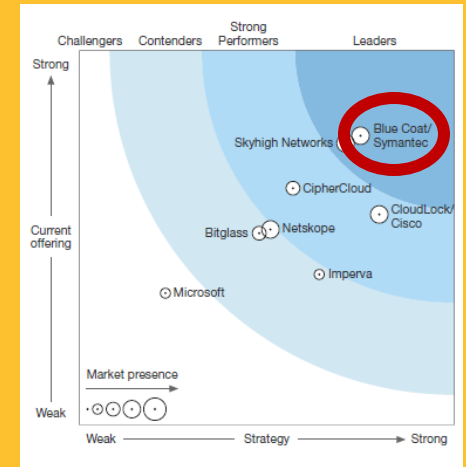 Challengers Contenders Strong
Performers Leaders
Strong
Blue Coat/
Symantec
Skyhigh Networks
CipherCloud
CloudLock/
Cisco
Current
offering
Bitglass
Netskope
Imperva
Microsoft
Market presence
Weak
Weak Strategy Strong